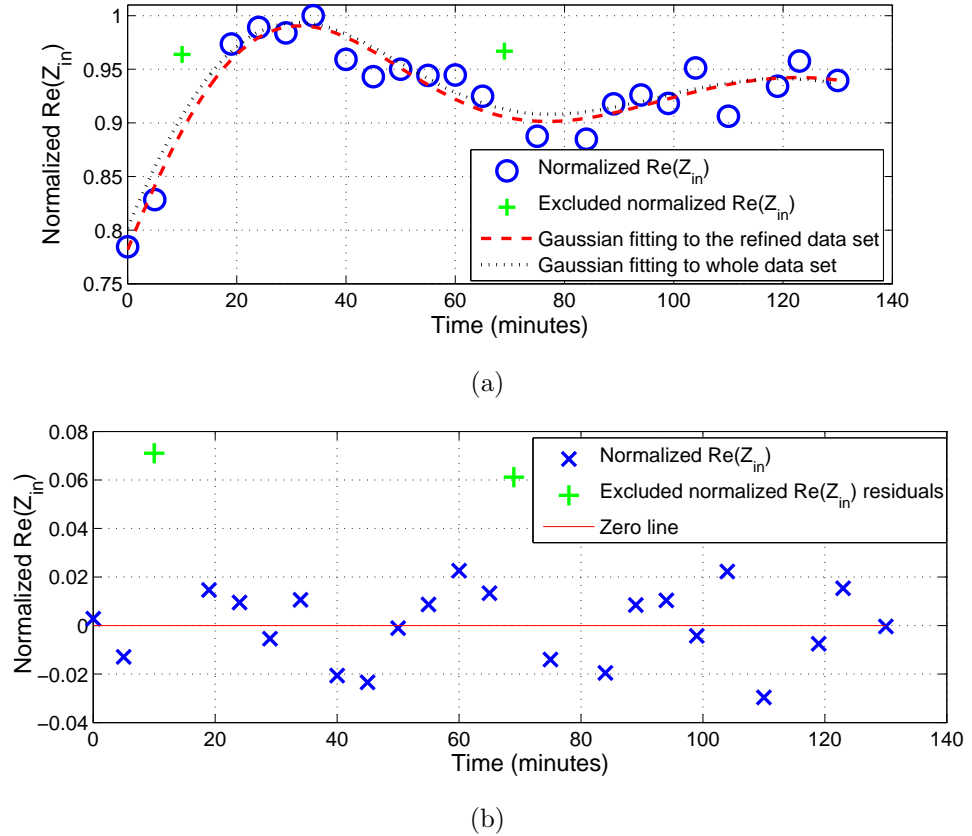 1
0.95
0.9
0.85
0.8
0.75
Normalized Re(Z_in)
Normalized Re(Z_in)
Excluded normalized Re(Z_in)
Gaussian fitting to the refined data set
Gaussian fitting to whole data set
0 20 40 60 80 100 120 140
Time (minutes)
(a)
0.08
0.06
0.04
0.02
0
−0.02
−0.04
Normalized Re(Z_in)
Normalized Re(Z_in)
Excluded normalized Re(Z_in) residuals
Zero line
0 20 40 60 80 100 120 140
Time (minutes)
(b)